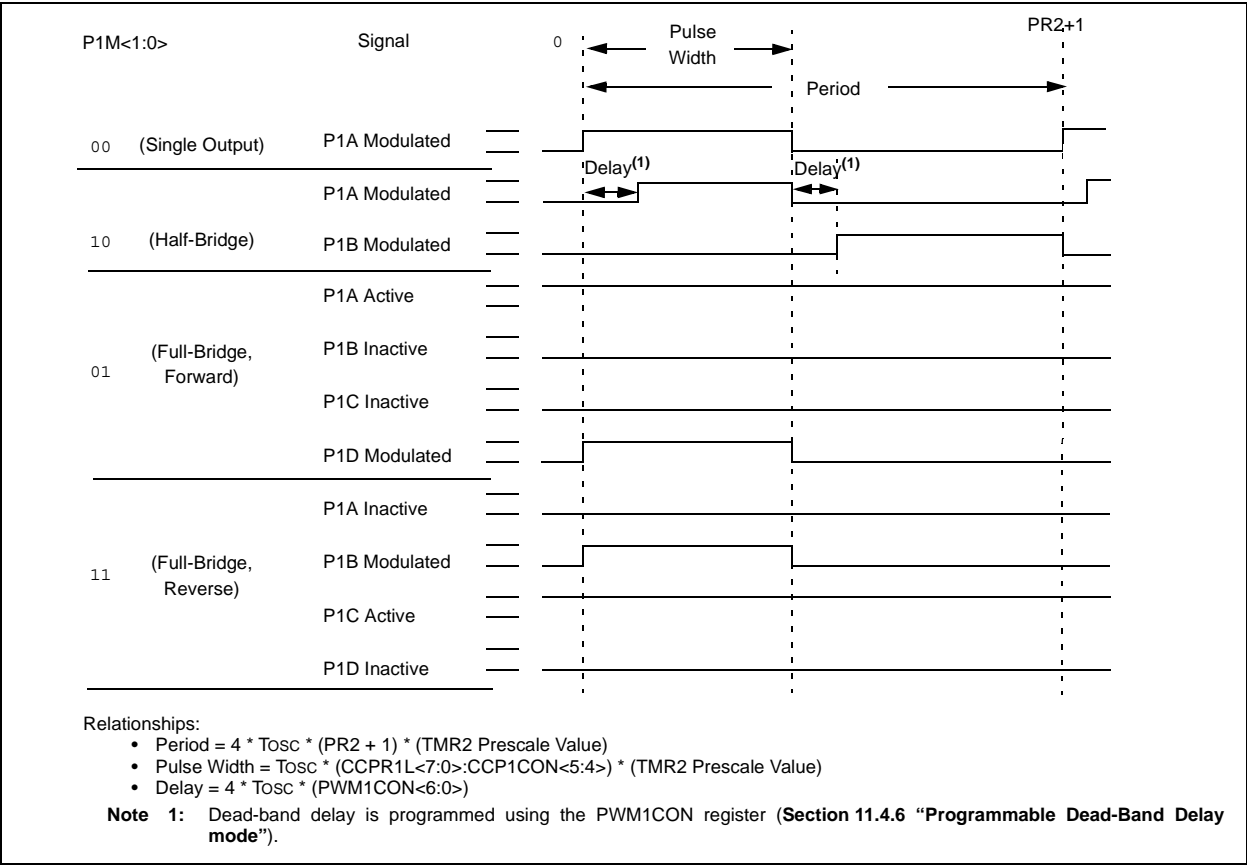 P1M<1:0> Signal 0 Pulse Width PR2+1
Period
00 (Single Output) P1A Modulated
Delay(1) Delay(1)
P1A Modulated
10 (Half-Bridge) P1B Modulated
P1A Active
01 (Full-Bridge, Forward) P1B Inactive
P1C Inactive
P1D Modulated
P1A Inactive
11 (Full-Bridge, Reverse) P1B Modulated
P1C Active
P1D Inactive
Relationships:
• Period = 4 * TOSC * (PR2 + 1) * (TMR2 Prescale Value)
• Pulse Width = TOSC * (CCPR1L<7:0>:CCP1CON<5:4>) * (TMR2 Prescale Value)
• Delay = 4 * TOSC * (PWM1CON<6:0>)
Note 1: Dead-band delay is programmed using the PWM1CON register (Section 11.4.6 “Programmable Dead-Band Delay
mode”).